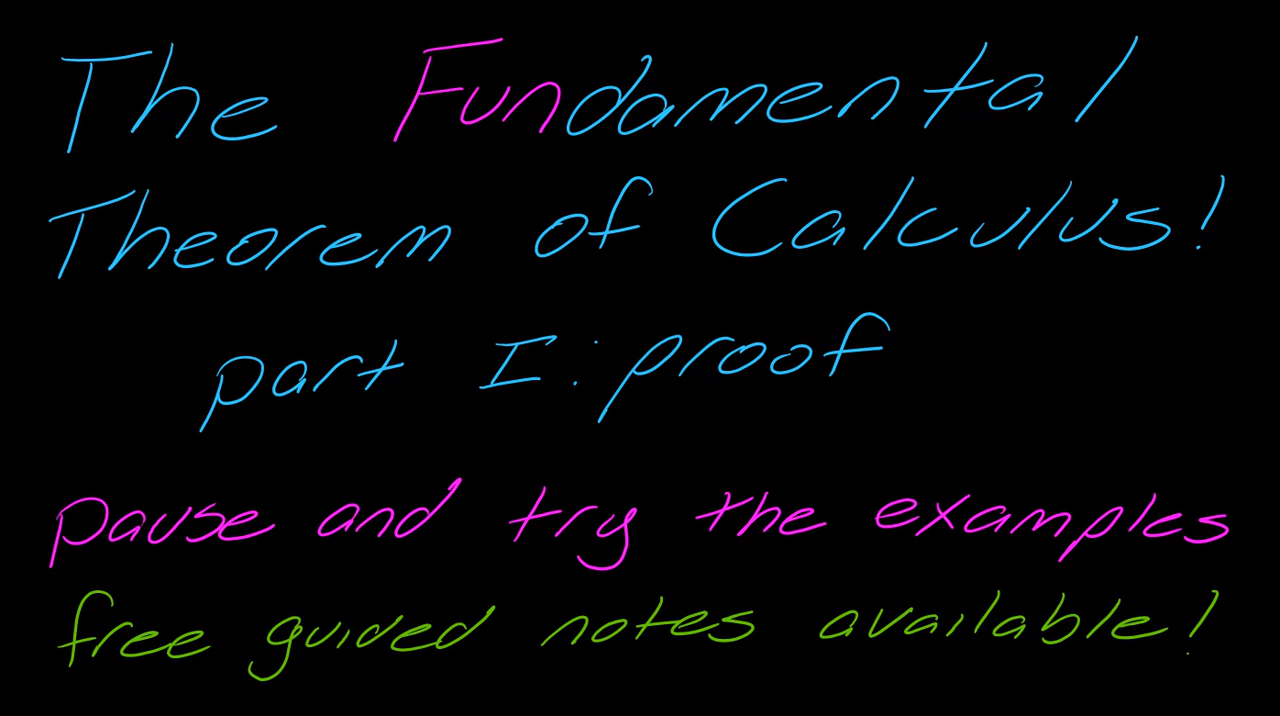 The Fundamental
Theorem of Calculus!
part I: proof
pause and try the examples
free guided notes available!